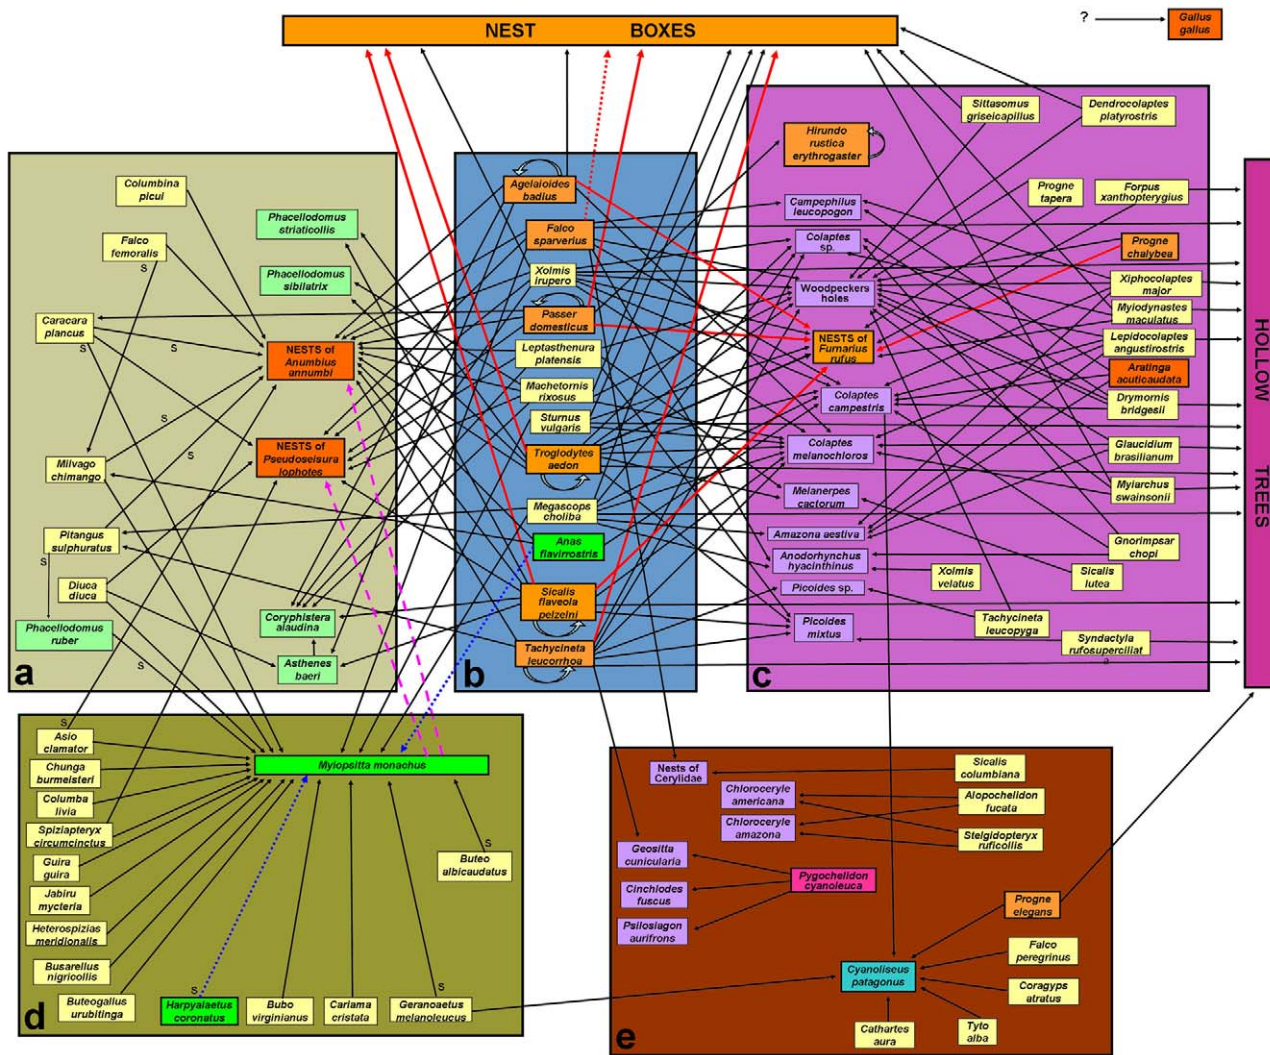 NEST BOXES
?
Gallus
gallus
HOLLOW TREES
Columbina
picui
Phacellodomus
striaticollis
Falco
femoralis
S
Phacellodomus
sibilatrix
Caracara
plancus
S
S
NESTS of
Anumbius
annumbi
NESTS of
Pseudoseisura
lophotes
S
Milvago
chimango
Pitangus
sulphuratus
S
Diuca
diuca
Phacellodomus
ruber
S
Coryphistera
alaudina
Asthenes
baeri
a
Agelaioides
badius
Falco
sparverius
Xolmis
irupero
Passer
domesticus
Leptasthenura
platensis
Machetornis
rixosus
Sturnus
vulgaris
Troglodytes
aedon
Megascops
choliba
Anas
flavirrostris
Sicalis
flaveola
pelzelni
Tachycineta
leucorrhoa
b
Sittasomus
griseicapillus
Dendrocolaptes
platyrostris
Hirundo
rustica
erythrogaster
Progne
tapera
Forpus
xanthopterygius
Campephilus
leucopogon
Colaptes
sp.
Progne
chalybea
Woodpeckers
holes
Xiphocolaptes
major
Myiodynastes
maculatus
NESTS of
Furnarius
rufus
Lepidocolaptes
angustirostris
Aratinga
acuticaudata
Colaptes
campestris
Drymornis
bridgesii
Colaptes
melanochloros
Glaucidium
brasilianum
Melanerpes
cactorum
Myiarchus
swainsonii
Amazona aestiva
Gnorimpsar
chopi
Anodorhynchus
hyacinthinus
Xolmis
velatus
Sicalis
lutea
Picoides sp.
Picoides
mixtus
Tachycineta
leucopyga
Syndactyla
rufosuperciliat
a
c
S
Asio
clamator
Chunga
burmeisteri
Columba
livia
Spiziapteryx
circumcinctus
Guira
guira
Jabiru
mycteria
Heterospizias
meridionalis
Busarellus
nigricollis
Buteogallus
urubitinga
Myiopsitta monachus
S
Buteo
albicaudatus
S
Harpyalaetus
coronatus
Bubo
virginianus
Cariama
cristata
S
Geranoaetus
melanoleucus
d
Nests of
Cerylidae
Sicalis
columbiana
Chloroceryle
americana
Alopochelidon
fucata
Chloroceryle
amazona
Stelgidopteryx
ruficollis
Geositta
cunicularia
Pygochelidon
cyanoleuca
Cinchlodes
fuscus
Psilosiagon
aurifrons
Progne
elegans
Falco
peregrinus
Cyanoliseus
patagonus
Coragyps
atratus
Cathartes
aura
Tyto
alba
e